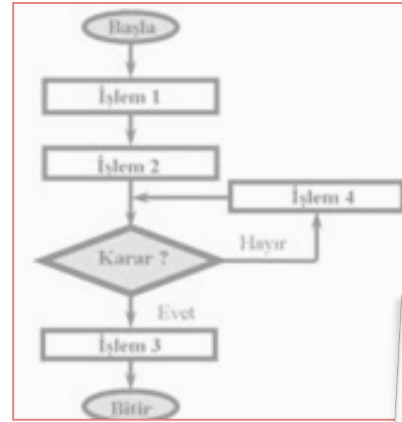 Başla
İşlem 1
İşlem 2
İşlem 4
Karar ?
Hayır
Evet
İşlem 3
Bitir